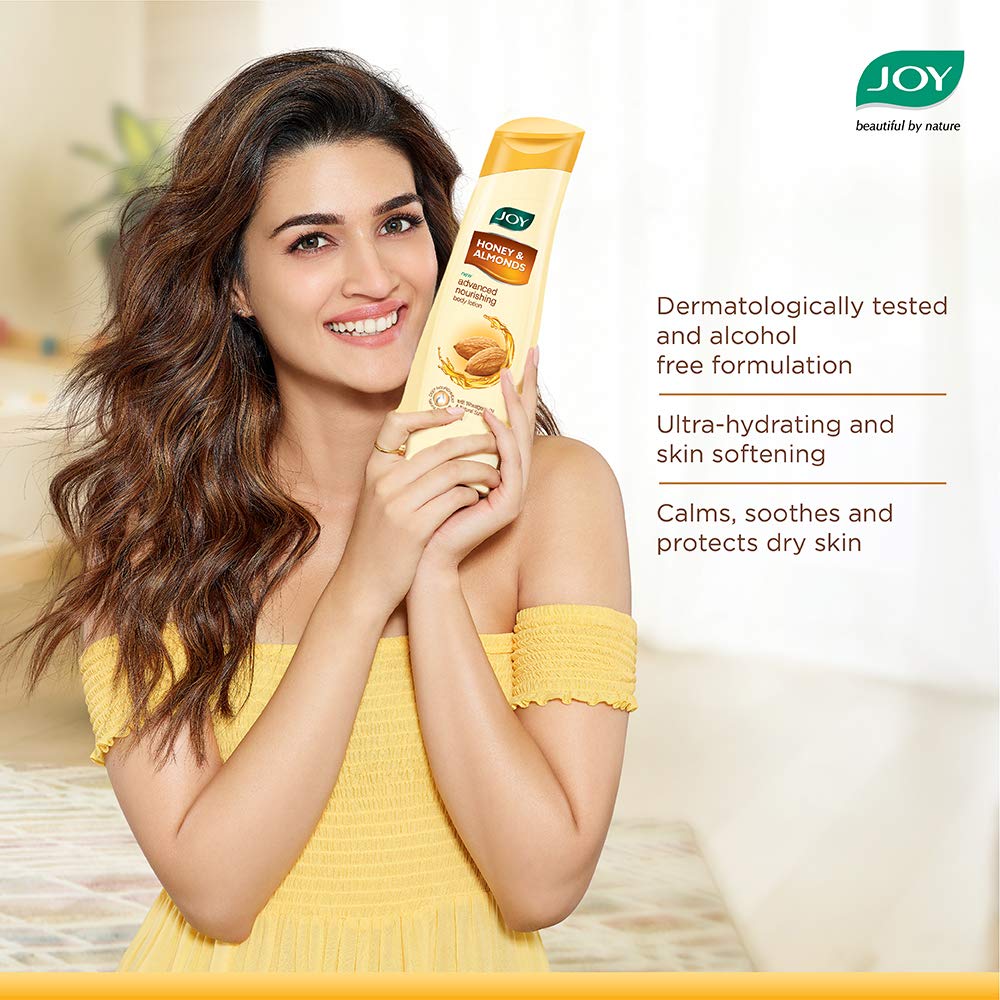 JOY
beautiful by nature
JOY
HONEY &
ALMONDS
new
advanced
nourishing
body lotion
Dermatologically tested
and alcohol
free formulation
Ultra-hydrating and
skin softening
Calms, soothes and
protects dry skin